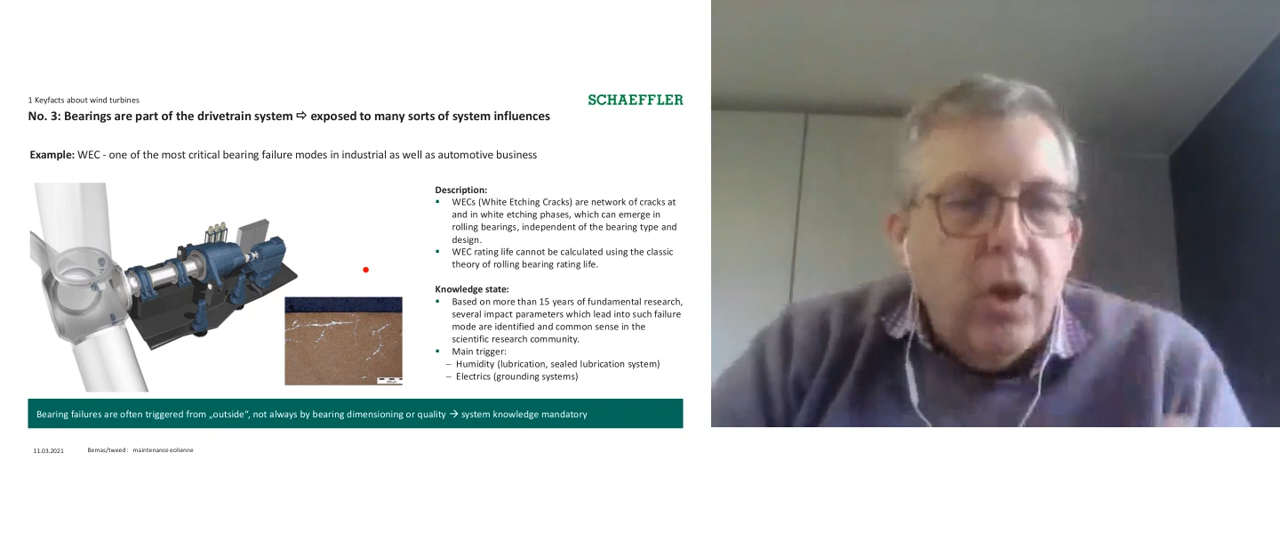 1 Keyfacts about wind turbines
SCHAEFFLER
No. 3: Bearings are part of the drivetrain system ⇨ exposed to many sorts of system influences
Example: WEC - one of the most critical bearing failure modes in industrial as well as automotive business
Description:
▪ WECs (White Etching Cracks) are network of cracks at
and in white etching phases, which can emerge in
rolling bearings, independent of the bearing type and
design.
▪ WEC rating life cannot be calculated using the classic
theory of rolling bearing rating life.
Knowledge state:
▪ Based on more than 15 years of fundamental research,
several impact parameters which lead into such failure
mode are identified and common sense in the
scientific research community.
▪ Main trigger:
– Humidity (lubrication, sealed lubrication system)
– Electrics (grounding systems)
Bearing failures are often triggered from „outside“, not always by bearing dimensioning or quality → system knowledge mandatory
11.03.2021
Bemas/tweed : maintenance-eolienne